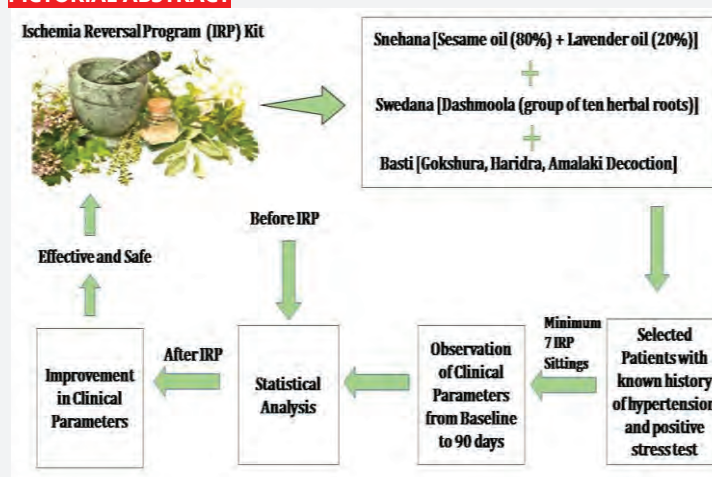 PICTORIAL ABSTRACT
Ischemia Reversal Program (IRP) Kit
Snehana [Sesame oil (80%) + Lavender oil (20%)]
+
Swedana [Dashmoola (group of ten herbal roots)]
+
Basti [Gokshura, Haridra, Amalaki Decoction]
Selected
Patients with
known history
of hypertension
and positive
stress test
Minimum
7 IRP
Sittings
Observation
of Clinical
Parameters
from Baseline
to 90 days
Before IRP
Statistical
Analysis
After IRP
Improvement
in Clinical
Parameters
Effective and Safe